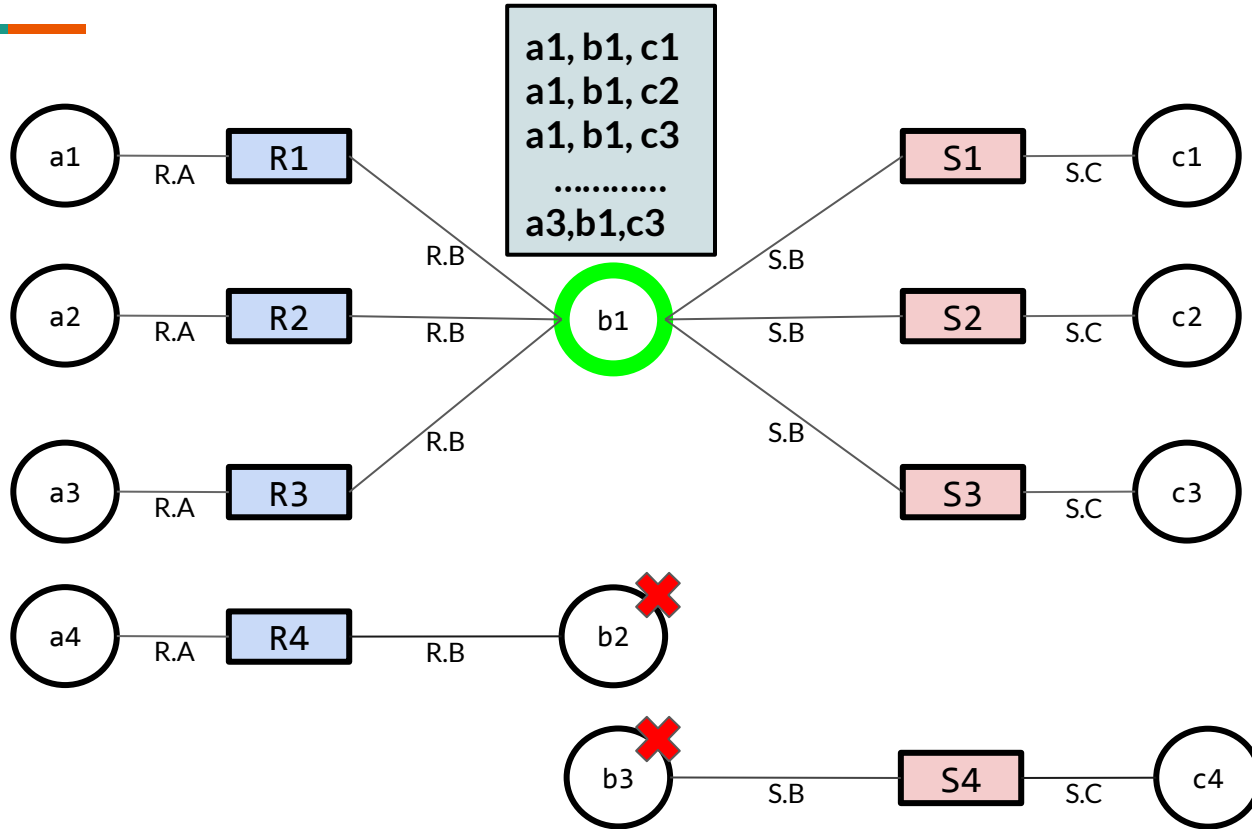 a1, b1, c1
a1, b1, c2
a1, b1, c3
............
a3,b1,c3
a1
R.A
R1
R.B
S.B
S1
S.C
c1
a2
R.A
R2
R.B
b1
S.B
S2
S.C
c2
a3
R.A
R3
R.B
S.B
S3
S.C
c3
a4
R.A
R4
R.B
b2
b3
S.B
S4
S.C
c4